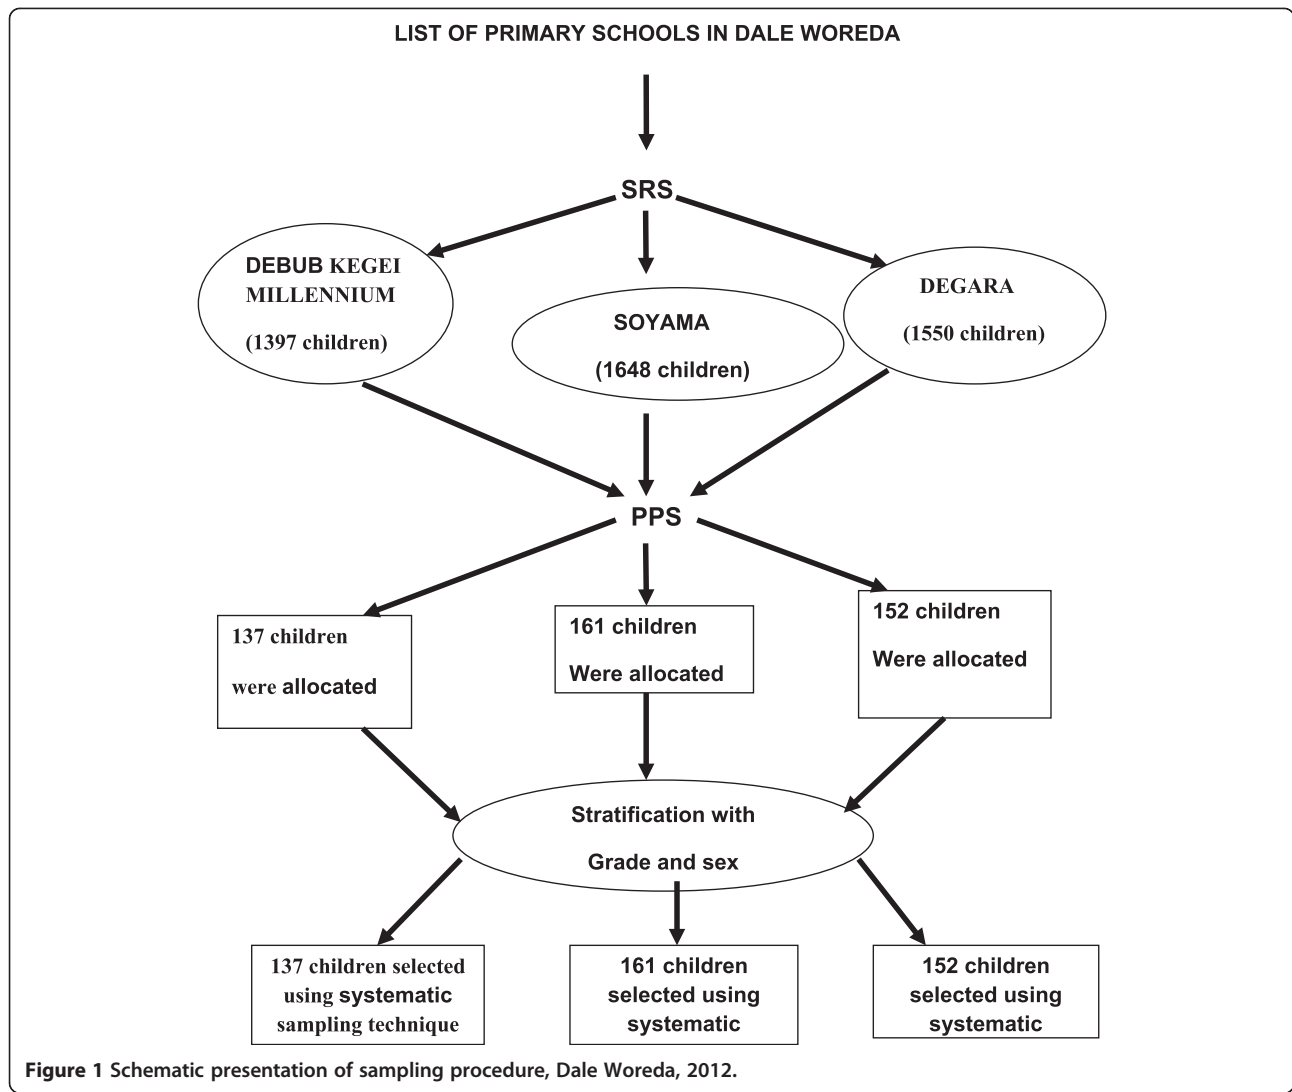 LIST OF PRIMARY SCHOOLS IN DALE WOREDA
SRS
DEBUB KEGEI
MILLENNIUM
(1397 children)
SOYAMA
(1648 children)
DEGARA
(1550 children)
PPS
137 children
were allocated
161 children
Were allocated
152 children
Were allocated
Stratification with
Grade and sex
137 children selected
using systematic
sampling technique
161 children
selected using
systematic
152 children
selected using
systematic
Figure 1 Schematic presentation of sampling procedure, Dale Woreda, 2012.